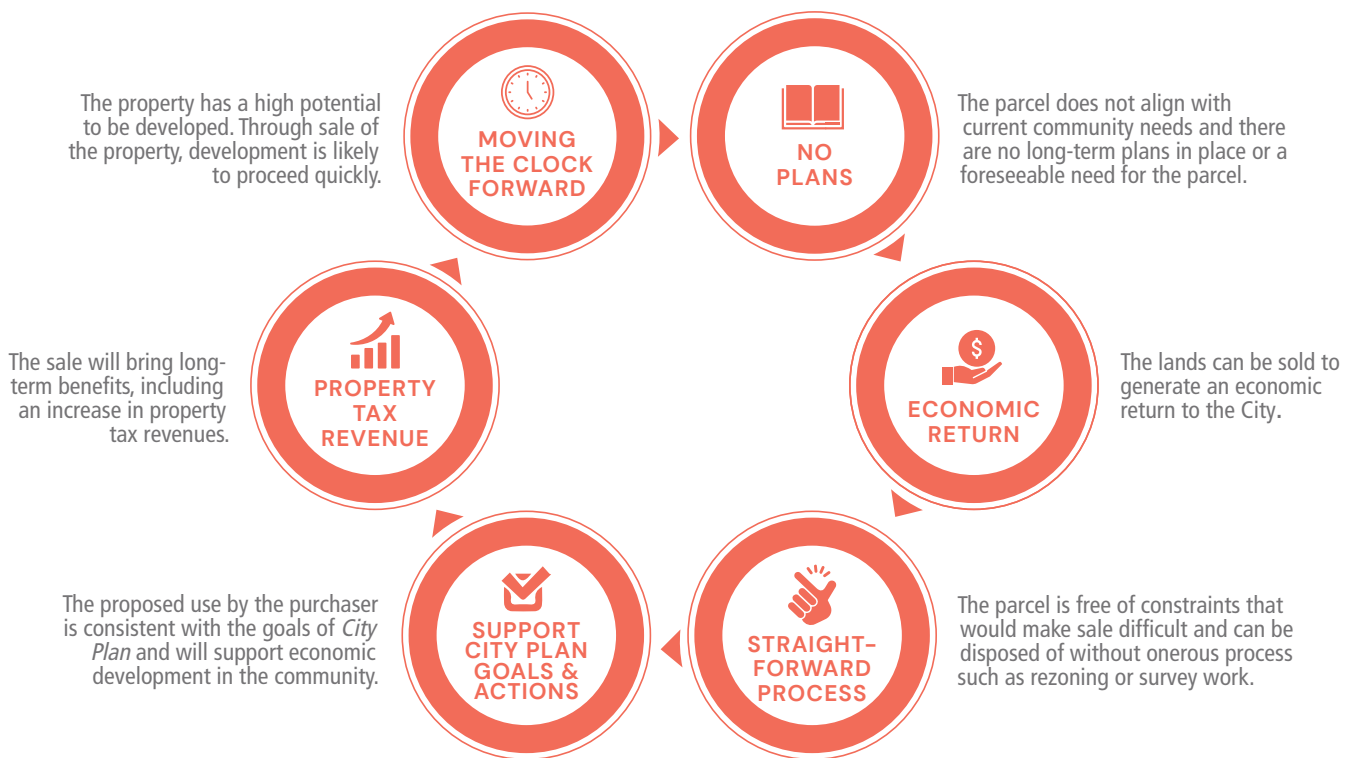 The property has a high potential
to be developed. Through sale of
the property, development is likely
to proceed quickly.
MOVING
THE CLOCK
FORWARD
NO
PLANS
The parcel does not align with
current community needs and there
are no long-term plans in place or a
foreseeable need for the parcel.
The sale will bring long-
term benefits, including
an increase in property
tax revenues.
PROPERTY
TAX
REVENUE
$
ECONOMIC
RETURN
The lands can be sold to
generate an economic
return to the City.
The proposed use by the purchaser
is consistent with the goals of City
Plan and will support economic
development in the community.
SUPPORT
CITY PLAN
GOALS &
ACTIONS
STRAIGHT-
FORWARD
PROCESS
The parcel is free of constraints that
would make sale difficult and can be
disposed of without onerous process
such as rezoning or survey work.